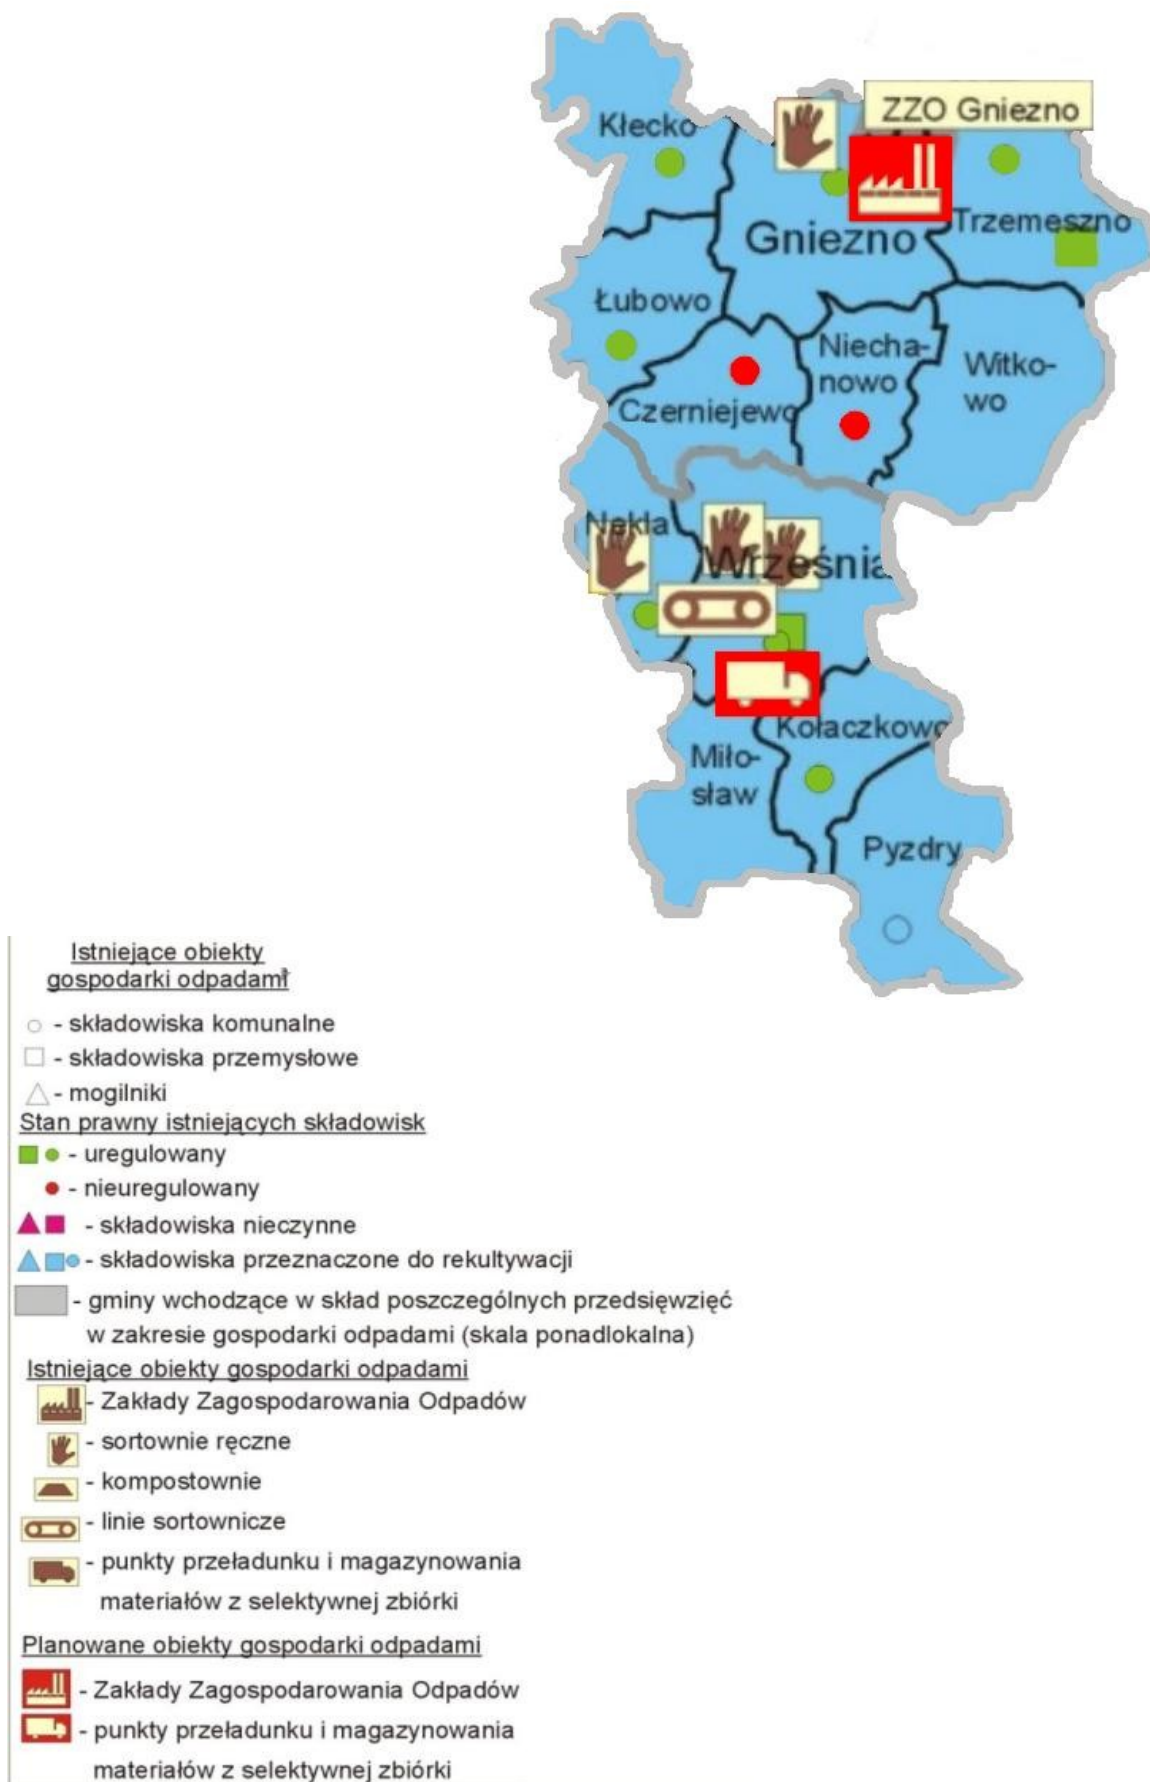 ZZO Gniezno
Kłecko
Trzemeszno
Gniezno
Łubowo
Niecha-
nowo
Witko-
wo
Czerniejewo
Nekla
Września
Kołaczkowo
Miło-
sław
Pyzdry
Istniejące obiekty
gospodarki odpadami
- składowiska komunalne
- składowiska przemysłowe
- mogilniki
Stan prawny istniejących składowisk
- uregulowany
- nieuregulowany
- składowiska nieczynne
- składowiska przeznaczone do rekultywacji
- gminy wchodzące w skład poszczególnych przedsięwzięć
w zakresie gospodarki odpadami (skala ponadlokalna)
Istniejące obiekty gospodarki odpadami
- Zakłady Zagospodarowania Odpadów
- sortownie ręczne
- kompostownie
- linie sortownicze
- punkty przeładunku i magazynowania
materiałów z selektywnej zbiórki
Planowane obiekty gospodarki odpadami
- Zakłady Zagospodarowania Odpadów
- punkty przeładunku i magazynowania
materiałów z selektywnej zbiórki